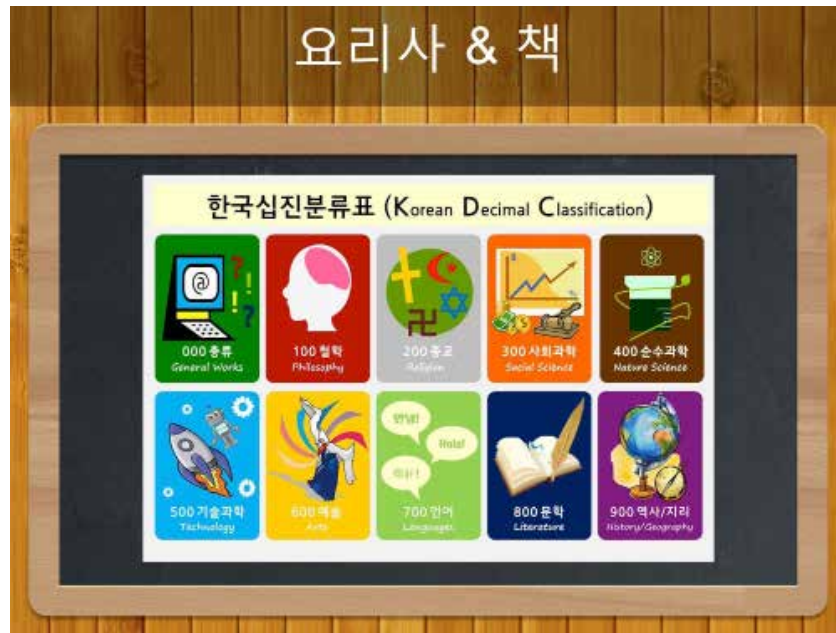 요리사 & 책
한국십진분류표 (Korean Decimal Classification)
@
? ! ! ?
000 총류
General Works
100 철학
Philosophy
200 종교
Religion
300 사회과학
Social Science
400 순수과학
Nature Science
안녕!
Hola!
500 기술과학
Technology
600 예술
Arts
700 언어
Languages
800 문학
Literature
900 역사/지리
History/Geography